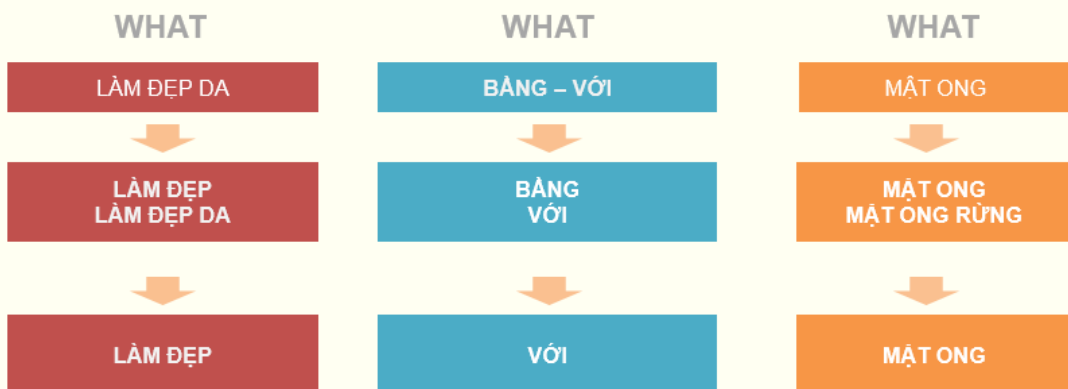 WHAT
WHAT
WHAT
LÀM ĐẸP DA
BẰNG – VỚI
MẬT ONG
LÀM ĐẸP
LÀM ĐẸP DA
BẰNG
VỚI
MẬT ONG
MẬT ONG RỪNG
LÀM ĐẸP
VỚI
MẬT ONG